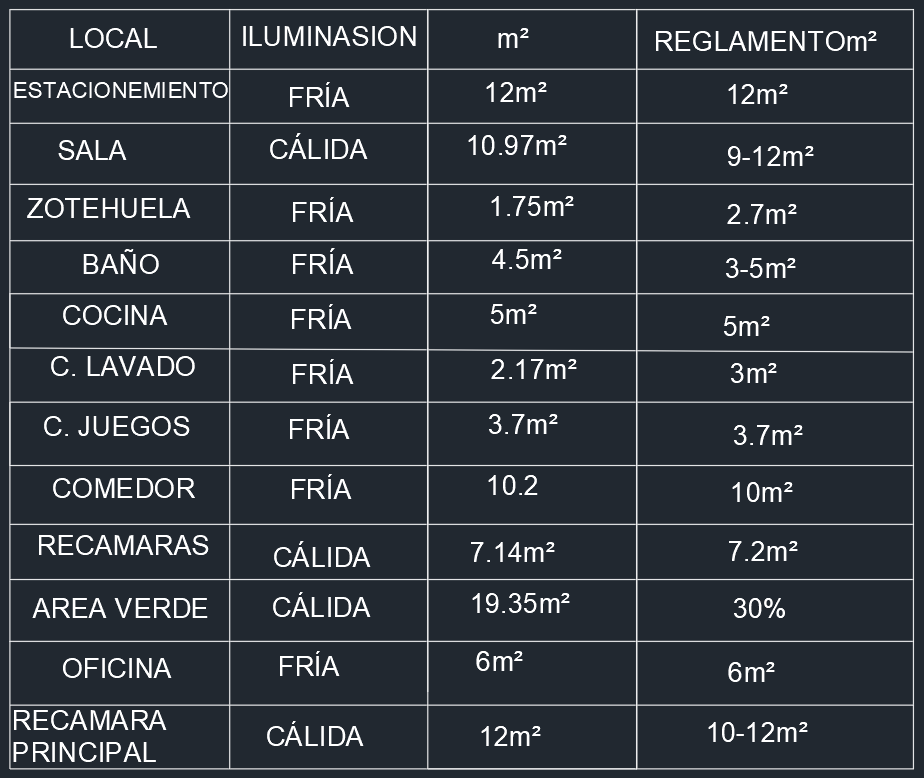 LOCAL ILUMINASION m² REGLAMENTOm²
ESTACIONEMIENTO FRÍA 12m² 12m²
SALA CÁLIDA 10.97m² 9-12m²
ZOTEHUELA FRÍA 1.75m² 2.7m²
BAÑO FRÍA 4.5m² 3-5m²
COCINA FRÍA 5m² 5m²
C. LAVADO FRÍA 2.17m² 3m²
C. JUEGOS FRÍA 3.7m² 3.7m²
COMEDOR FRÍA 10.2 10m²
RECAMARAS CÁLIDA 7.14m² 7.2m²
AREA VERDE CÁLIDA 19.35m² 30%
OFICINA FRÍA 6m² 6m²
RECAMARA
PRINCIPAL CÁLIDA 12m² 10-12m²